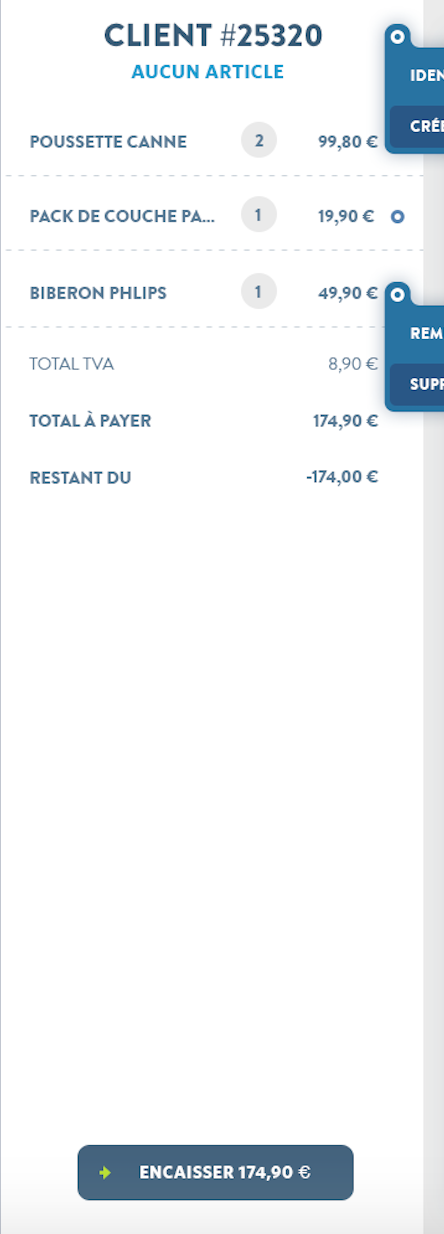 CLIENT #25320
AUCUN ARTICLE
IDEN
CRÉE
POUSSETTE CANNE 2 99,80 €
PACK DE COUCHE PA... 1 19,90 €
BIBERON PHLIPS 1 49,90 €
REM
SUPP
TOTAL TVA 8,90 €
TOTAL À PAYER 174,90 €
RESTANT DU -174,00 €
ENCAISSER 174,90 €